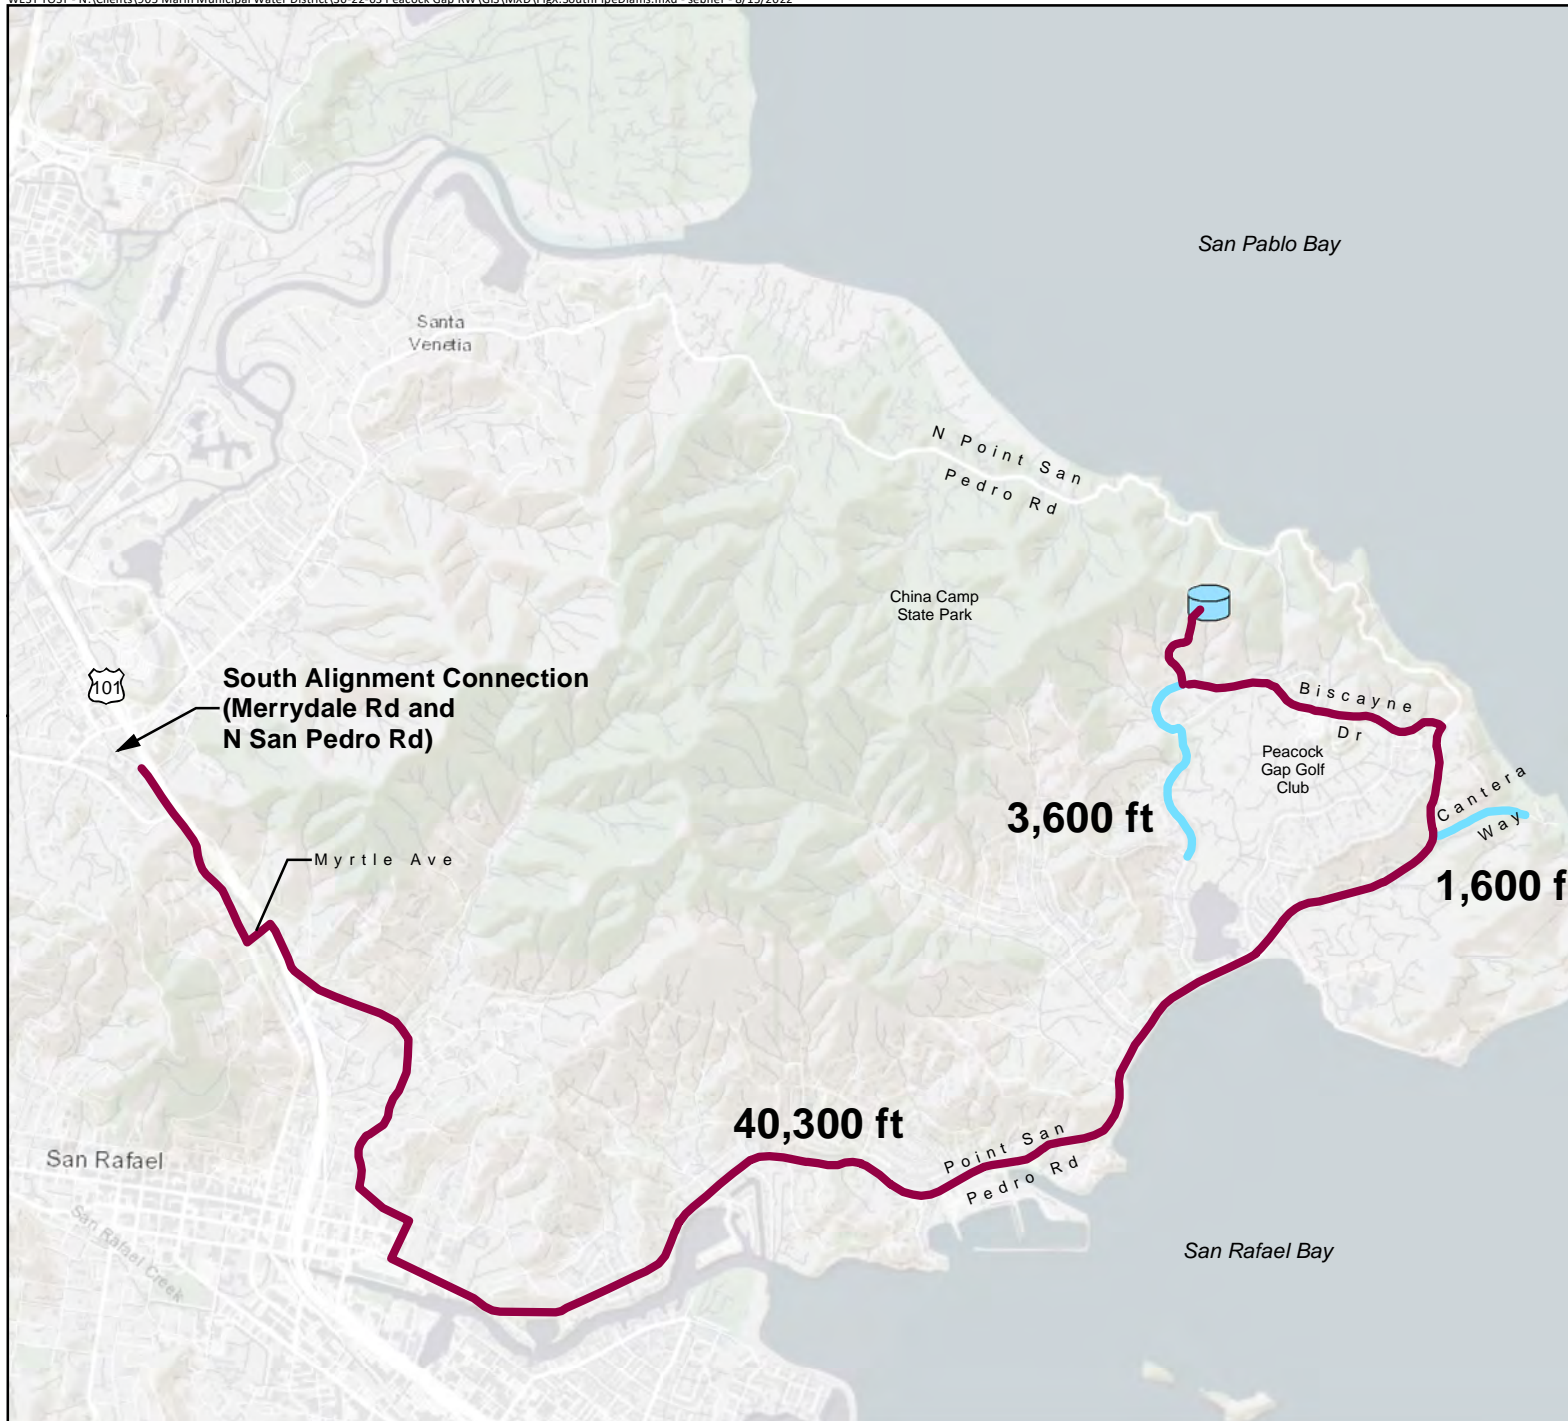 San Pablo Bay
Santa
Venetia
N Point San
Pedro Rd
China Camp
State Park
101
South Alignment Connection
(Merrydale Rd and
N San Pedro Rd)
Biscayne
Dr
Peacock
Gap Golf
Club
Cantera
Way
3,600 ft
Myrtle Ave
1,600 f
40,300 ft
Point San
Pedro Rd
San Rafael
San Rafael Creek
San Rafael Bay